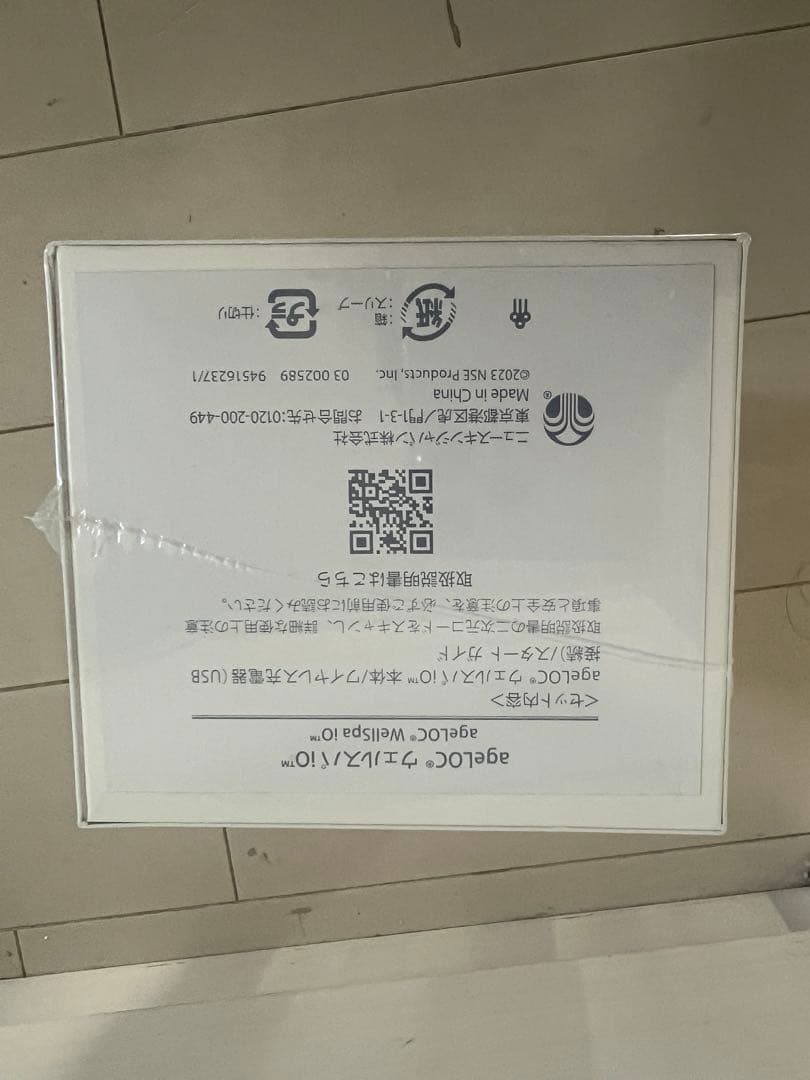 ageLOC® ウェルスパ iO™
ageLOC® WellSpa iO™
<セット内容>
ageLOC® ウェルスパ iO™ 本体/ワイヤレス充電器 (USB
接続) /スタート ガイド
取扱説明書の二次元コードをスキャンし、詳細な使用上の注意
事項と安全上の注意を、必ずご使用前にお読みください。
取扱説明書はこちら
ニュースキンジャパン株式会社
東京都港区虎ノ門1-3-1 お問合せ先:0120-200-449
Made in China
©2023 NSE Products, Inc. 03 002589 94516237/1
紙
:箱
:スリーブ
プラ
:仕切り